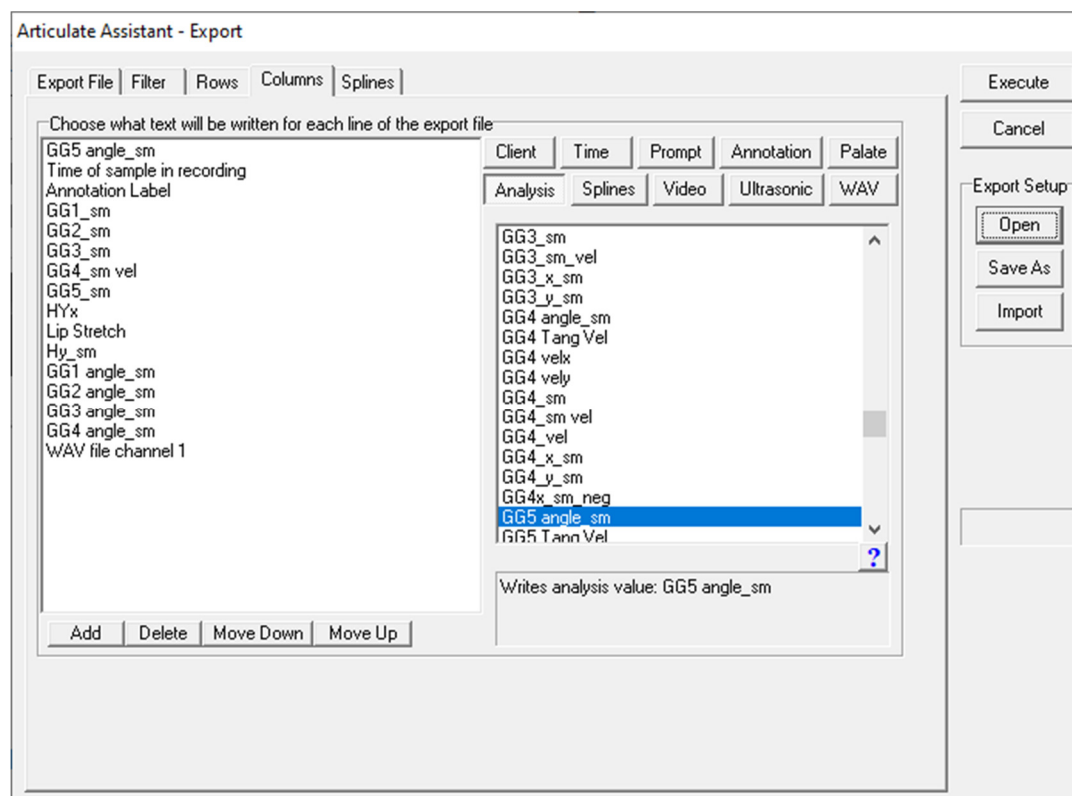 Articulate Assistant - Export
Export File Filter Rows Columns Splines
Choose what text will be written for each line of the export file
GG5 angle_sm
Time of sample in recording
Annotation Label
GG1_sm
GG2_sm
GG3_sm
GG4_sm vel
GG5_sm
HYx
Lip Stretch
Hy_sm
GG1 angle_sm
GG2 angle_sm
GG3 angle_sm
GG4 angle_sm
WAV file channel 1
Add Delete Move Down Move Up
Client Time Prompt Annotation Palate
Analysis Splines Video Ultrasonic WAV
GG3_sm
GG3_sm_vel
GG3_x_sm
GG3_y_sm
GG4 angle_sm
GG4 Tang Vel
GG4 velx
GG4 vely
GG4_sm
GG4_sm vel
GG4_vel
GG4_x_sm
GG4_y_sm
GG4x_sm_neg
GG5 angle_sm
GG5 Tang Vel
?
Writes analysis value: GG5 angle_sm
Execute
Cancel
Export Setup
Open
Save As
Import